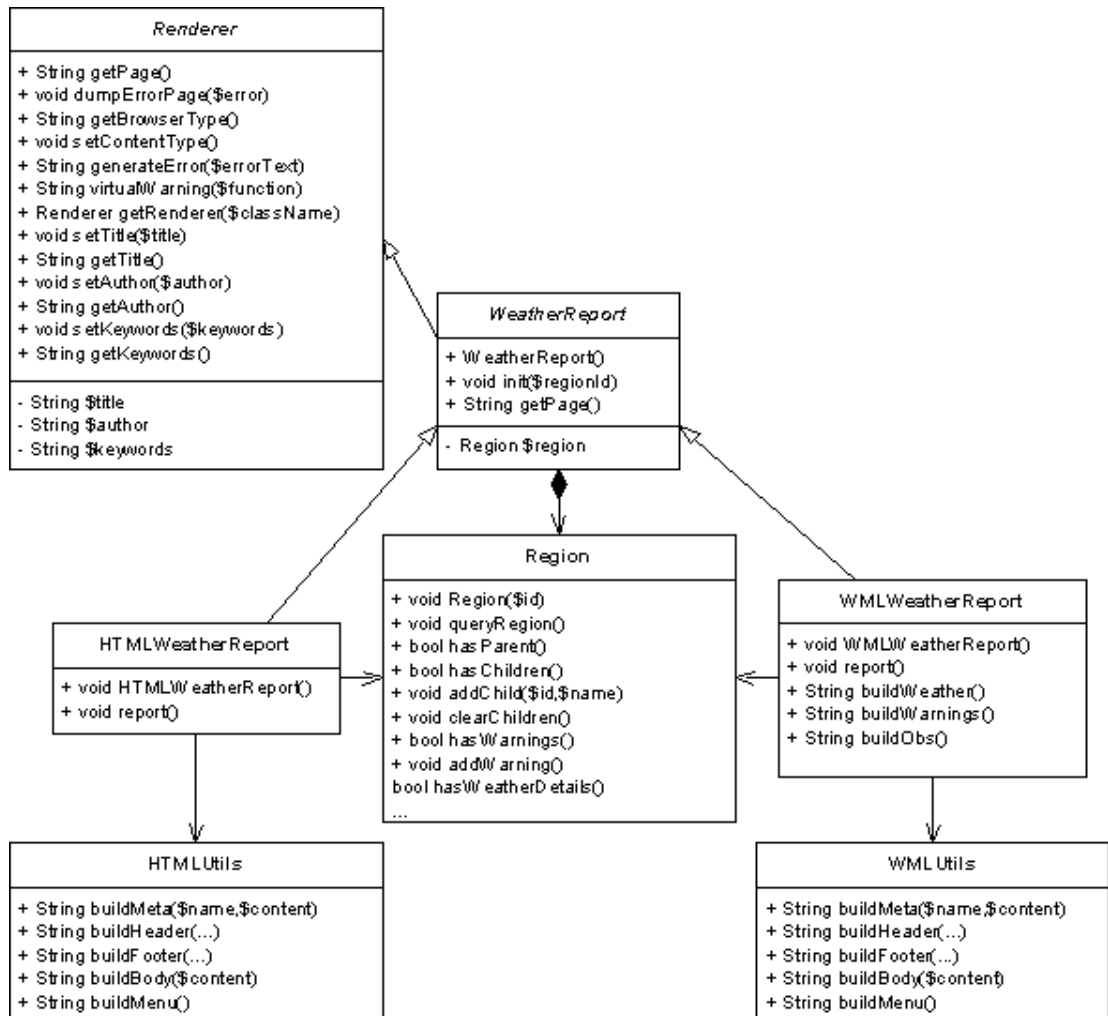 Renderer
+ String getPage()
+ void dumpErrorPage($error)
+ String getBrowserType()
+ void setContentType()
+ String generateError($errorText)
+ String virtualWarning($function)
+ Renderer getRenderer($className)
+ void setTitle($title)
+ String getTitle()
+ void setAuthor($author)
+ String getAuthor()
+ void setKeywords($keywords)
+ String getKeywords()
- String $title
- String $author
- String $keywords
WeatherReport
+ WeatherReport()
+ void init($regionId)
+ String getPage()
- Region $region
Region
+ void Region($id)
+ void queryRegion()
+ bool hasParent()
+ bool hasChildren()
+ void addChild($id,$name)
+ void clearChildren()
+ bool hasWarnings()
+ void addWarning()
bool hasWeatherDetails()
...
HTMLWeatherReport
+ void HTMLWeatherReport()
+ void report()
WMLWeatherReport
+ void WMLWeatherReport()
+ void report()
+ String buildWeather()
+ String buildWarnings()
+ String buildObs()
HTMLUtils
+ String buildMeta($name,$content)
+ String buildHeader(...)
+ String buildFooter(...)
+ String buildBody($content)
+ String buildMenu()
WMLUtils
+ String buildMeta($name,$content)
+ String buildHeader(...)
+ String buildFooter(...)
+ String buildBody($content)
+ String buildMenu()